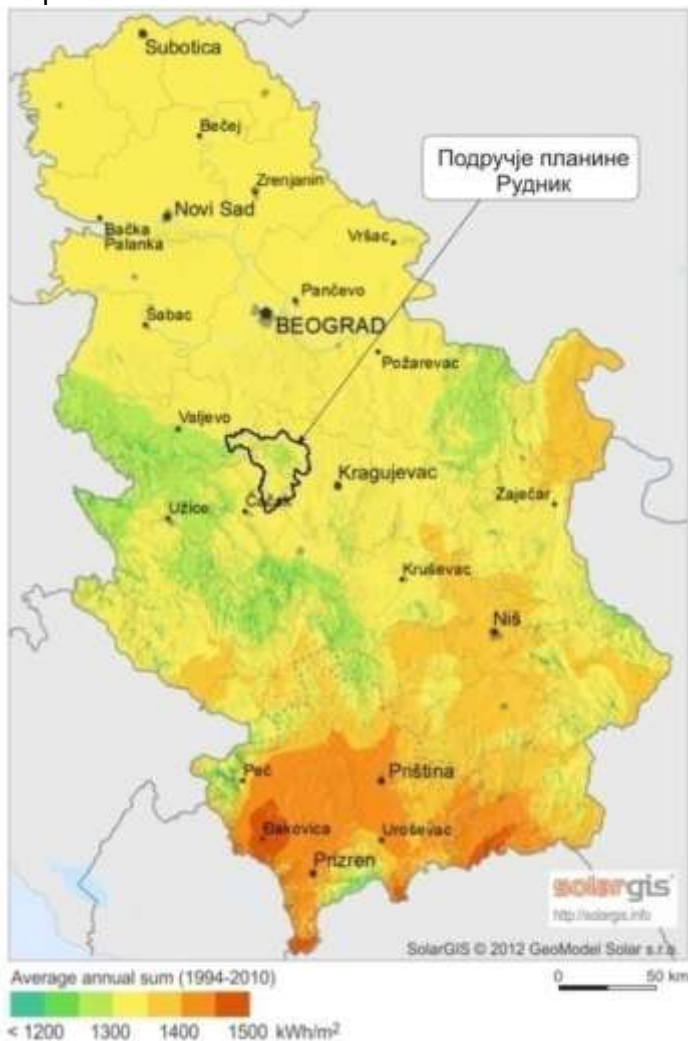 Subotica
Bečej
Подручје планине
Рудник
Zrenjanin
Novi Sad
Bačka
Palanka
Vršac
Pančevo
Šabac
BEOGRAD
Požarevac
Valjevo
Kragujevac
Čačak
Užice
Zaječar
Kruševac
Niš
Peč
Priština
Đakovica
Uroševac
Prizren
solargis
http://solargis.info
SolarGIS © 2012 GeoModel Solar s.r.o.
Average annual sum (1994-2010)
0 50 km
< 1200 1300 1400 1500 kWh/m²